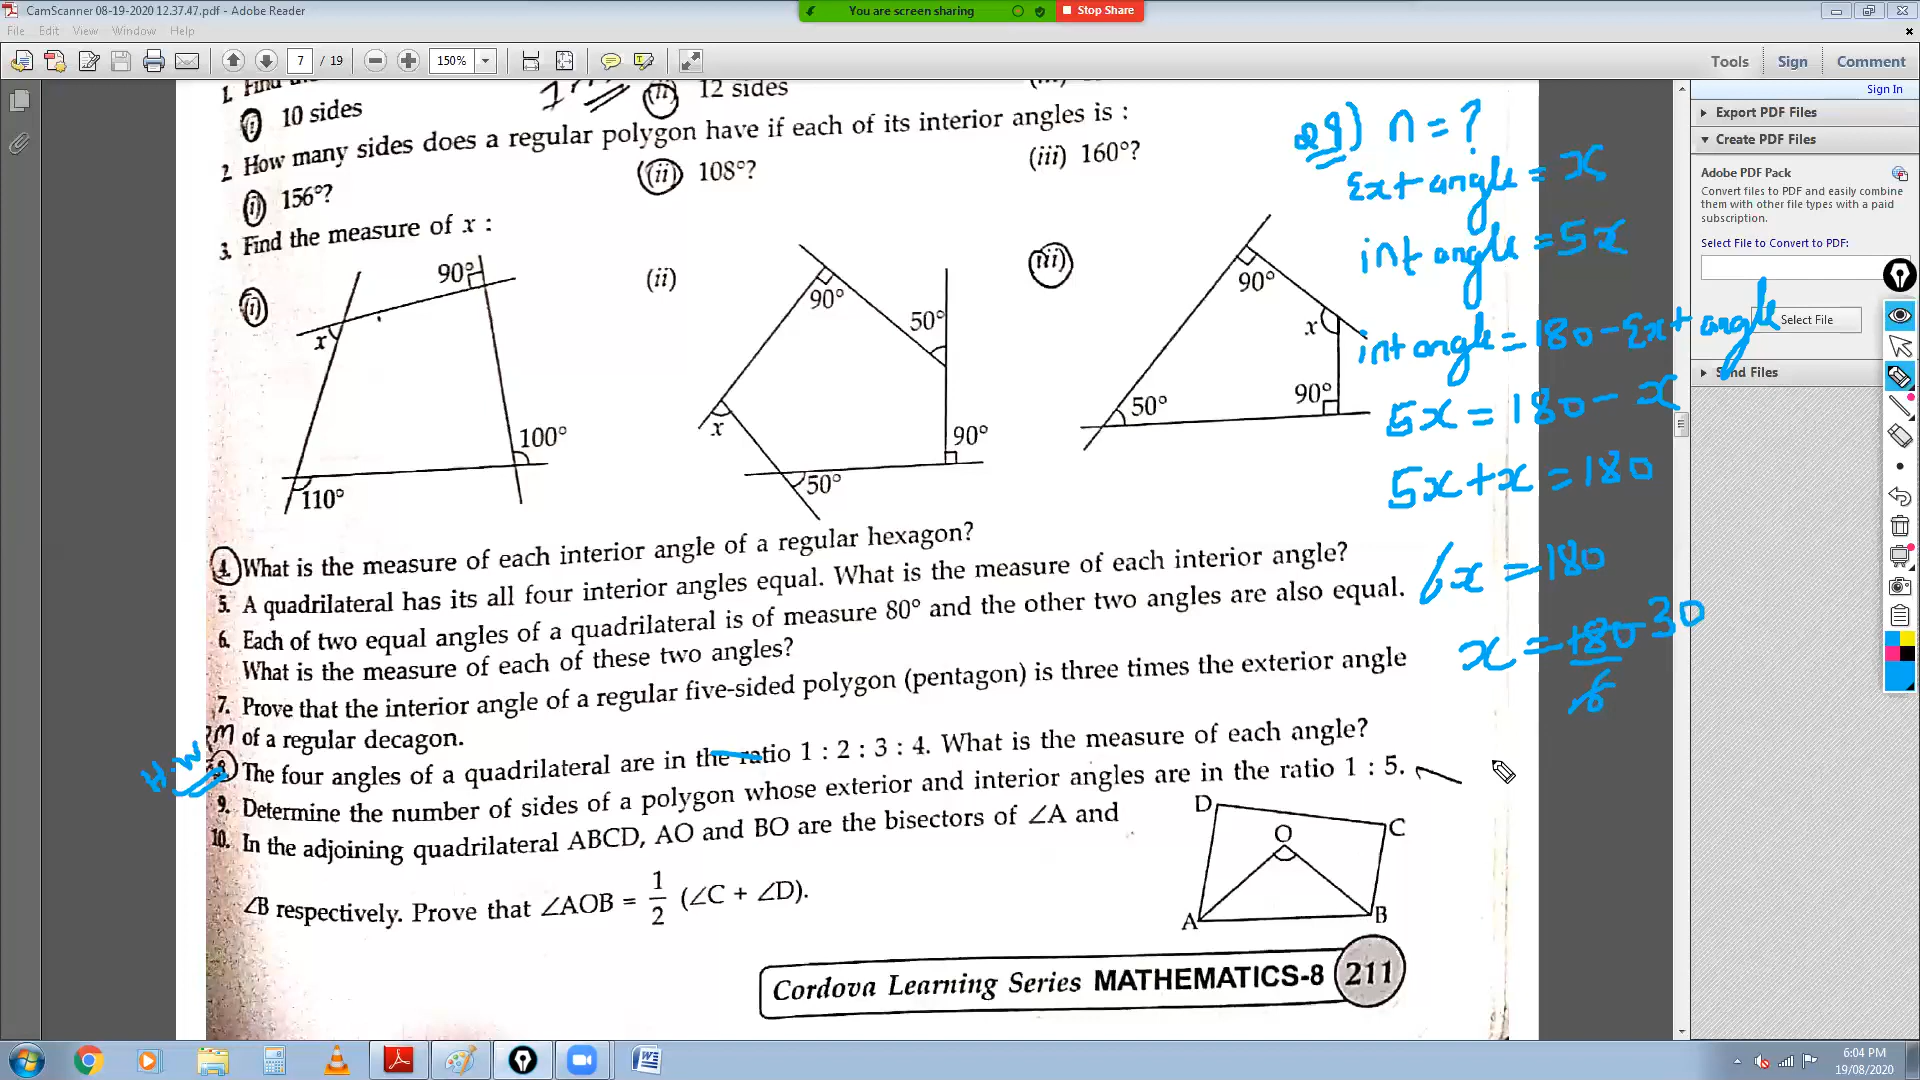 CamScanner 08-19-2020 12.37.47.pdf - Adobe Reader
You are screen sharing
Stop Share
File Edit View Window Help
7 / 19
150%
Tools Sign Comment
Sign In
Export PDF Files
Create PDF Files
Adobe PDF Pack
Convert files to PDF and easily combine
them with other file types with a paid
subscription.
Select File to Convert to PDF:
Select File
Send Files
1. Find
(i) 10 sides (ii) 12 sides
2. How many sides does a regular polygon have if each of its interior angles is :
(i) 156°? (ii) 108°? (iii) 160°?
3. Find the measure of x :
(i) 90° x 100° 110°
(ii) 90° 50° x 90° 50°
(iii) 90° x 50° 90°
4. What is the measure of each interior angle of a regular hexagon?
5. A quadrilateral has its all four interior angles equal. What is the measure of each interior angle?
6. Each of two equal angles of a quadrilateral is of measure 80° and the other two angles are also equal.
What is the measure of each of these two angles?
7. Prove that the interior angle of a regular five-sided polygon (pentagon) is three times the exterior angle
of a regular decagon.
H.W
8. The four angles of a quadrilateral are in the ratio 1 : 2 : 3 : 4. What is the measure of each angle?
9. Determine the number of sides of a polygon whose exterior and interior angles are in the ratio 1 : 5.
10. In the adjoining quadrilateral ABCD, AO and BO are the bisectors of ∠A and
∠B respectively. Prove that ∠AOB = 1/2 (∠C + ∠D).
D C O A B
Cordova Learning Series MATHEMATICS-8 211
n = ?
Ext angle = x
int angle = 5x
int angle = 180 - Ext angle
5x = 180 - x
5x + x = 180
6x = 180
x = 180 30
6
6:04 PM
19/08/2020